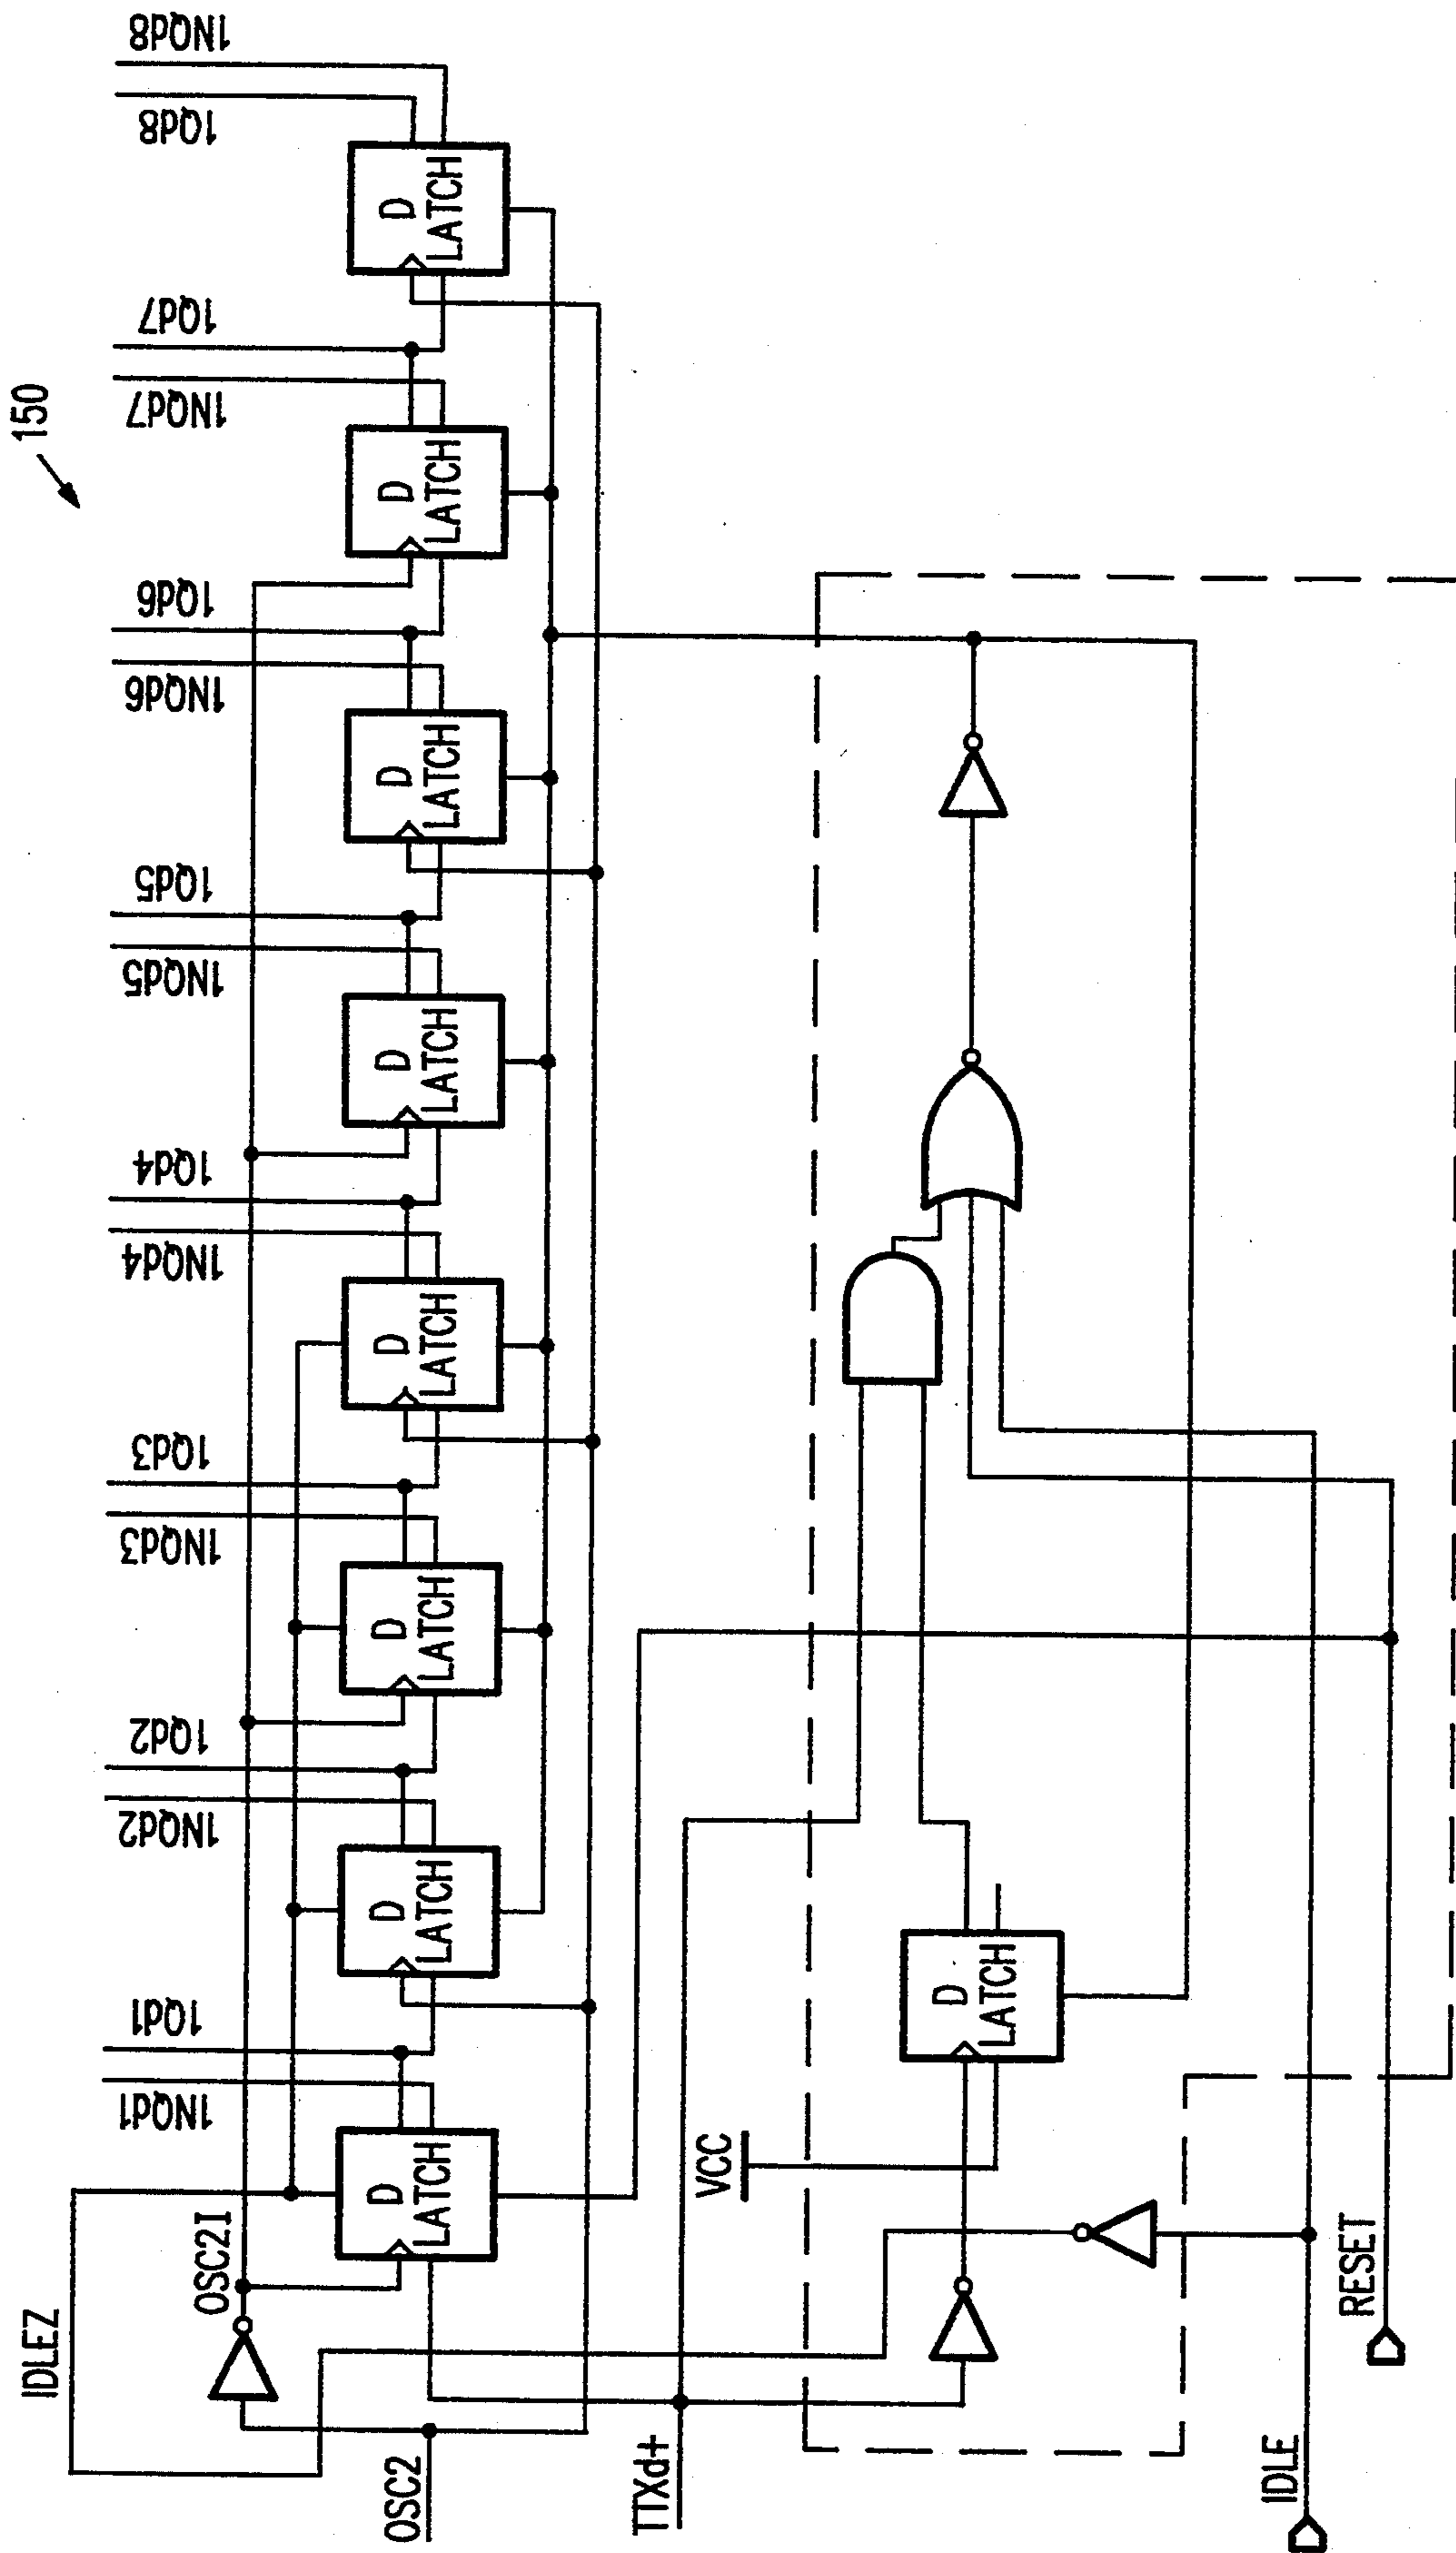 150
1NQd1
1Qd1
1NQd2
1Qd2
1NQd3
1Qd3
1NQd4
1Qd4
1NQd5
1Qd5
1NQd6
1Qd6
1NQd7
1Qd7
1Qd8
1NQd8
IDLEZ
OSC2I
D
LATCH
D
LATCH
D
LATCH
D
LATCH
D
LATCH
D
LATCH
D
LATCH
D
LATCH
OSC2
TTXd+
VCC
D
LATCH
IDLE
RESET